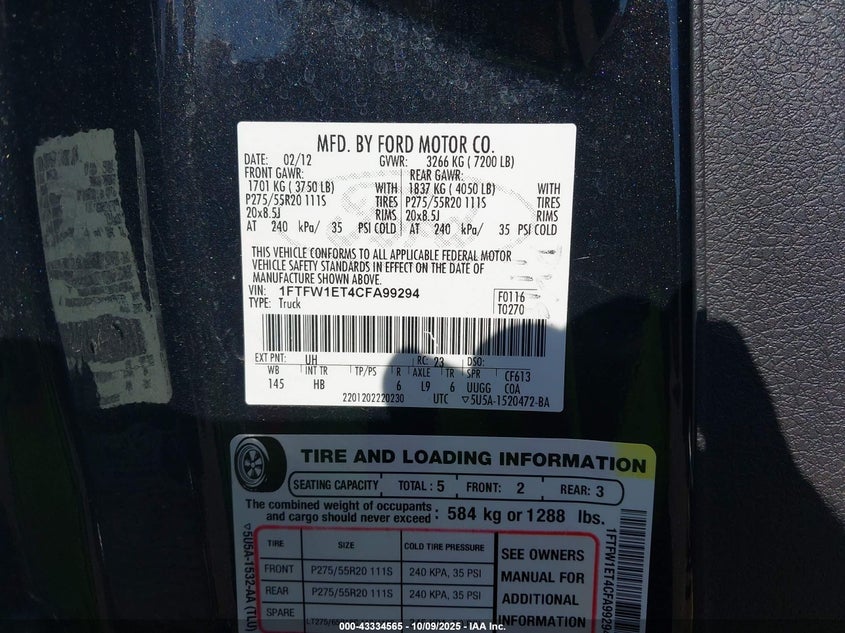 MFD. BY FORD MOTOR CO.
DATE: 02/12 GVWR: 3266 KG ( 7200 LB)
FRONT GAWR: REAR GAWR:
1701 KG ( 3750 LB) WITH 1837 KG ( 4050 LB) WITH
P275/55R20 111S TIRES P275/55R20 111S TIRES
20x8.5J RIMS 20x8.5J RIMS
AT 240 kPa/ 35 PSI COLD AT 240 kPa/ 35 PSI COLD
THIS VEHICLE CONFORMS TO ALL APPLICABLE FEDERAL MOTOR
VEHICLE SAFETY STANDARDS IN EFFECT ON THE DATE OF
MANUFACTURE SHOWN ABOVE.
VIN: 1FTFW1ET4CFA99294
TYPE: Truck
F0116
T0270
EXT PNT: UH RC: 23 DSO:
WB INT TR TP/PS R AXLE TR SPR CF613
145 HB 6 L9 6 UUGG COA
2201202220230 UTC ▽5U5A-1520472-BA
TIRE AND LOADING INFORMATION
SEATING CAPACITY TOTAL : 5 FRONT: 2 REAR: 3
The combined weight of occupants
and cargo should never exceed : 584 kg or 1288 lbs.
TIRE SIZE COLD TIRE PRESSURE
FRONT P275/55R20 111S 240 KPA, 35 PSI
REAR P275/55R20 111S 240 KPA, 35 PSI
SPARE
SEE OWNERS
MANUAL FOR
ADDITIONAL
INFORMATION
▽5U5A-1532-AA (TLU)
1FTFW1ET4CFA99294
000-43334565 - 10/09/2025 - IAA Inc.